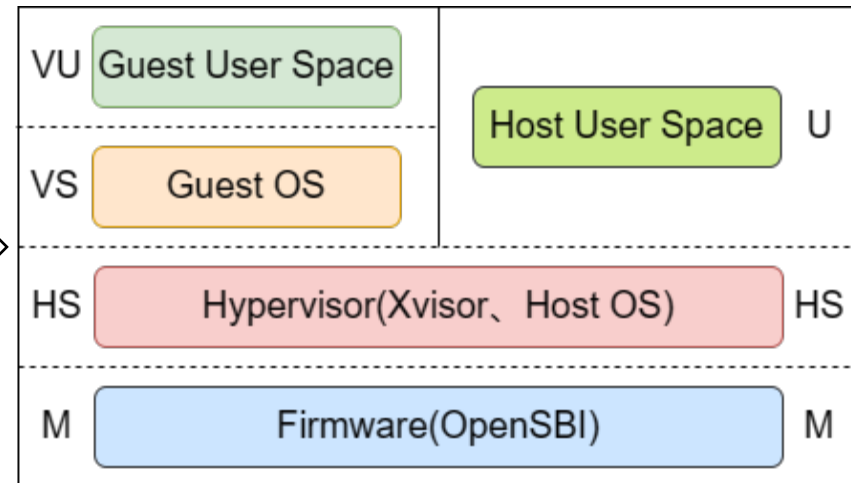 VU Guest User Space
Host User Space U
VS Guest OS
HS Hypervisor(Xvisor、Host OS) HS
M Firmware(OpenSBI) M